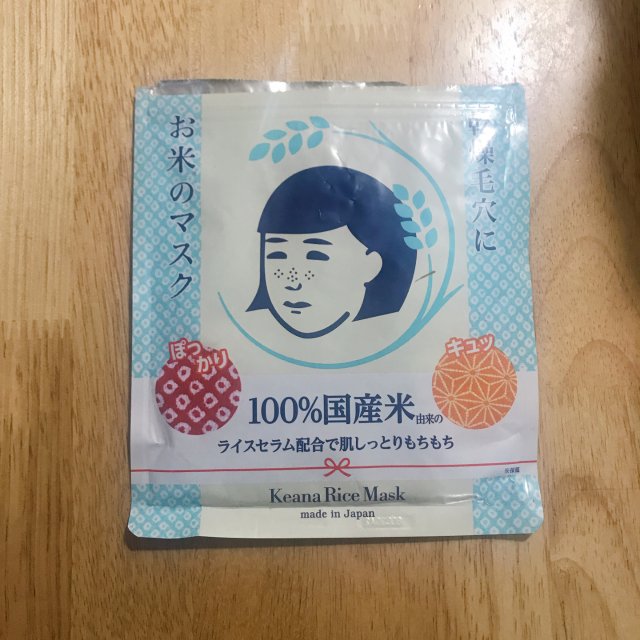 お米のマスク
毛穴に
ぽっかり
キュッ
100%国産米由来の
ライスセラム配合で肌しっとりもちもち
※保湿
Keana Rice Mask
made in Japan